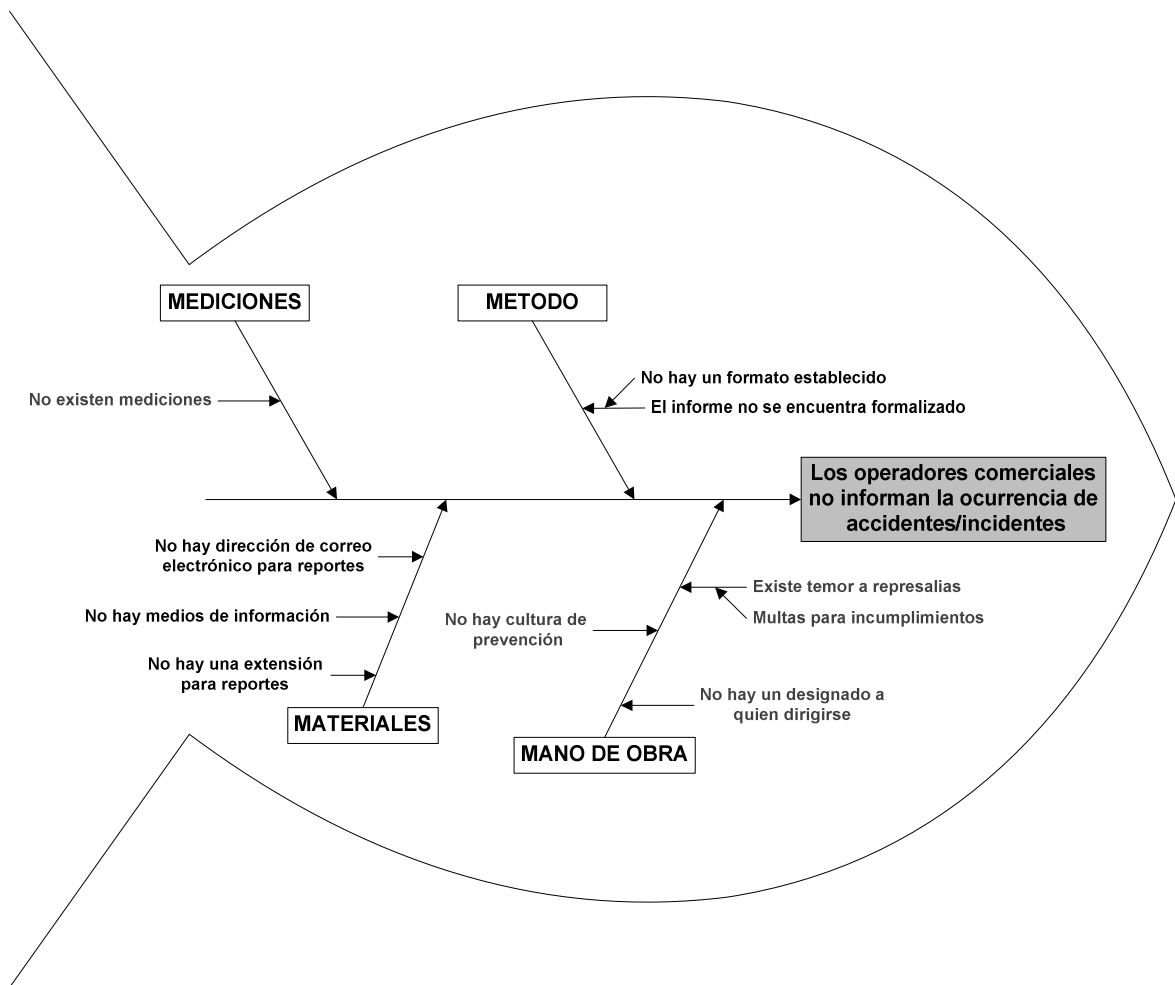 MEDICIONES
METODO
No existen mediciones
No hay un formato establecido
El informe no se encuentra formalizado
Los operadores comerciales
no informan la ocurrencia de
accidentes/incidentes
No hay dirección de correo
electrónico para reportes
No hay medios de información
No hay una extensión
para reportes
MATERIALES
Existe temor a represalias
Multas para incumplimientos
No hay cultura de
prevención
No hay un designado a
quien dirigirse
MANO DE OBRA